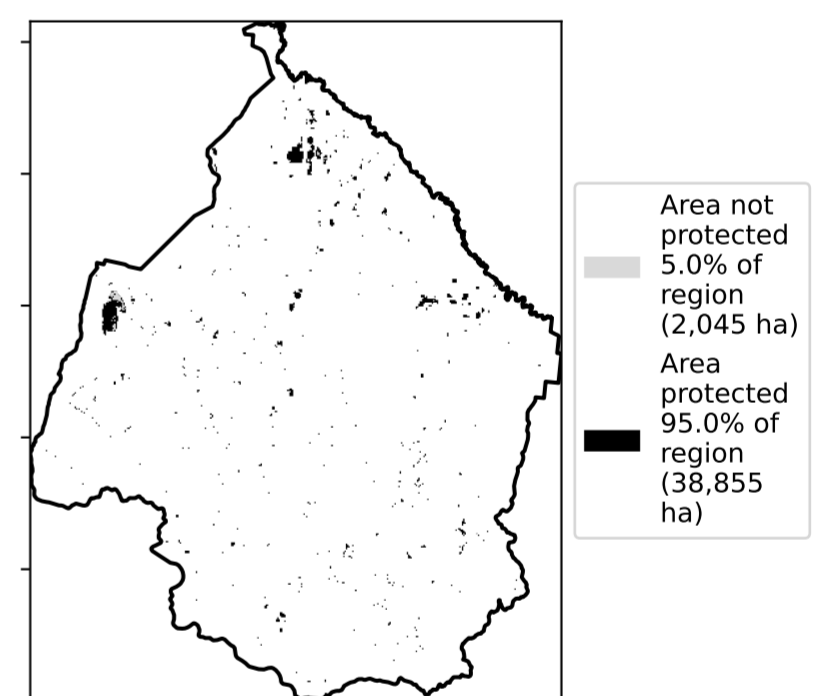 Area not
protected
5.0% of
region
(2,045 ha)
Area
protected
95.0% of
region
(38,855
ha)